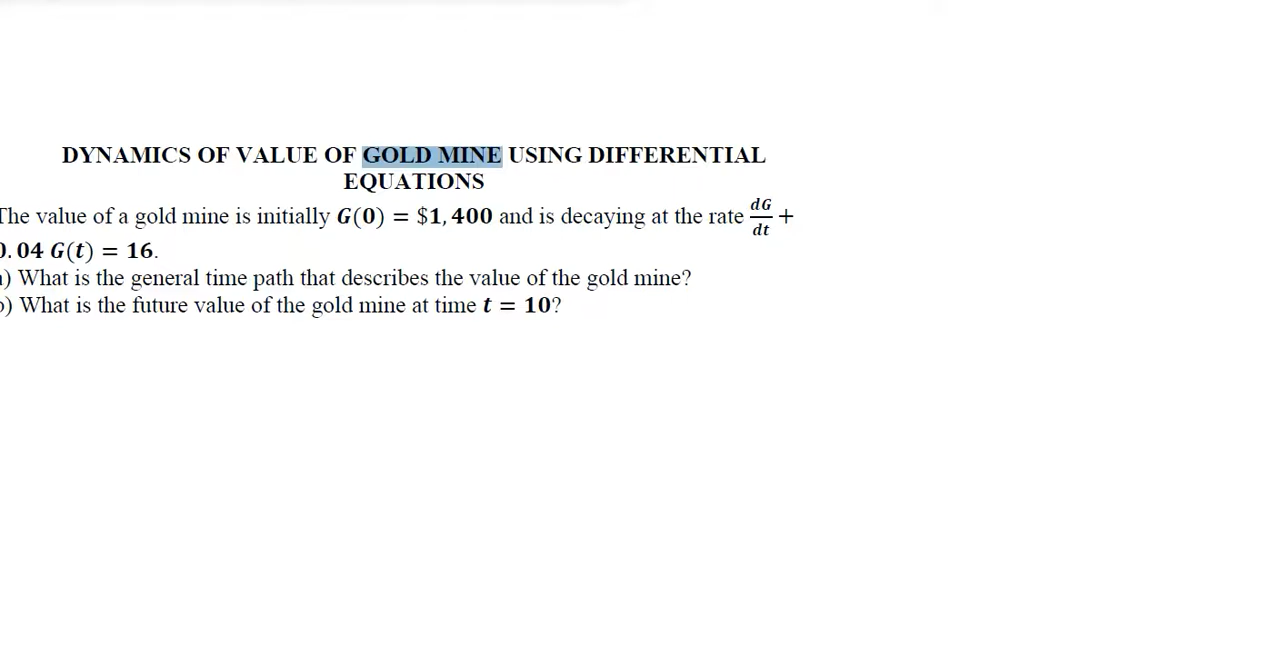 DYNAMICS OF VALUE OF GOLD MINE USING DIFFERENTIAL
EQUATIONS
The value of a gold mine is initially G(0) = $1,400 and is decaying at the rate dG/dt +
0.04 G(t) = 16.
) What is the general time path that describes the value of the gold mine?
) What is the future value of the gold mine at time t = 10?